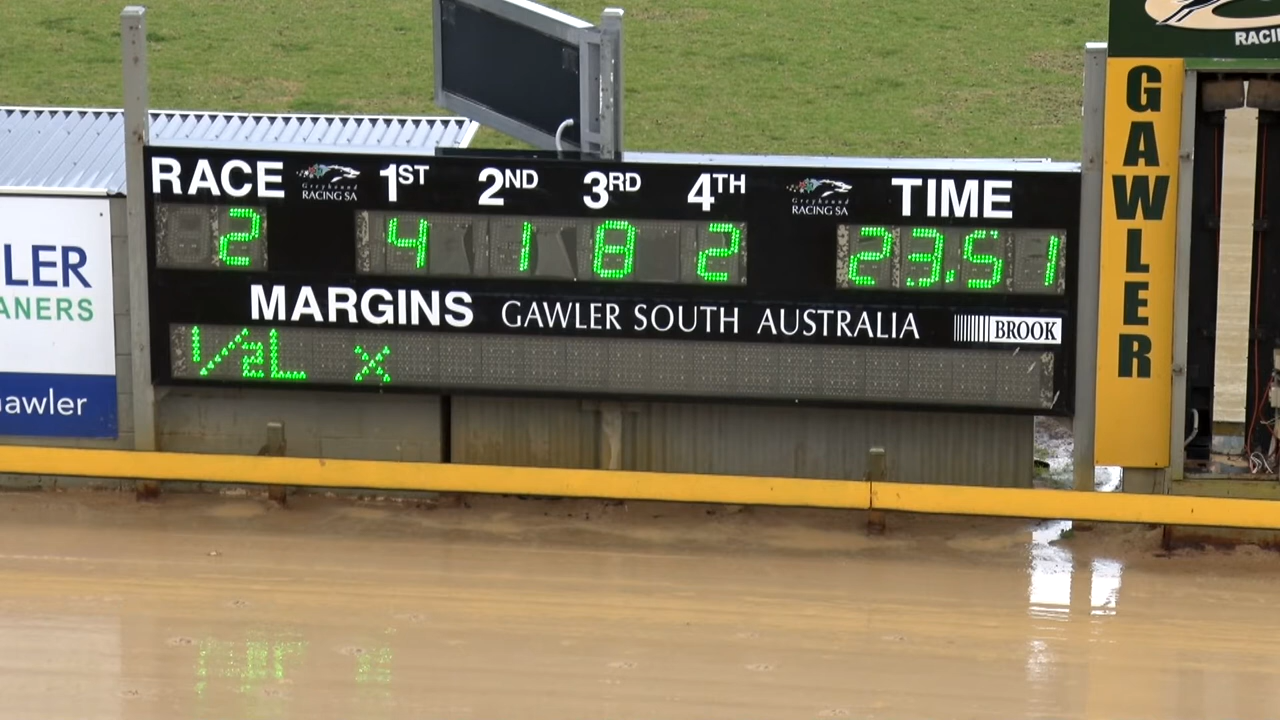 RACI
RACE Greyhound RACING SA 1ST 2ND 3RD 4TH Greyhound RACING SA TIME
2 4 1 8 2 23.51
MARGINS GAWLER SOUTH AUSTRALIA BROOK
1/2L X
GAWLER
LER
ANERS
awler